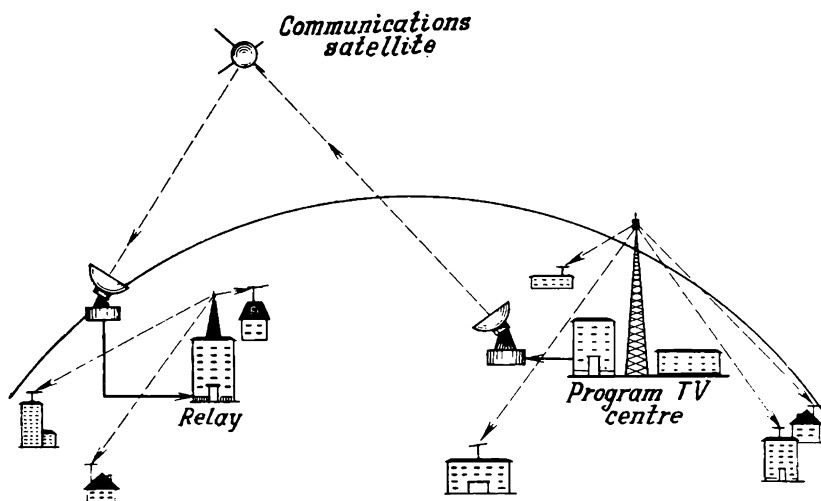 Communications
satellite
Relay
Program TV
centre